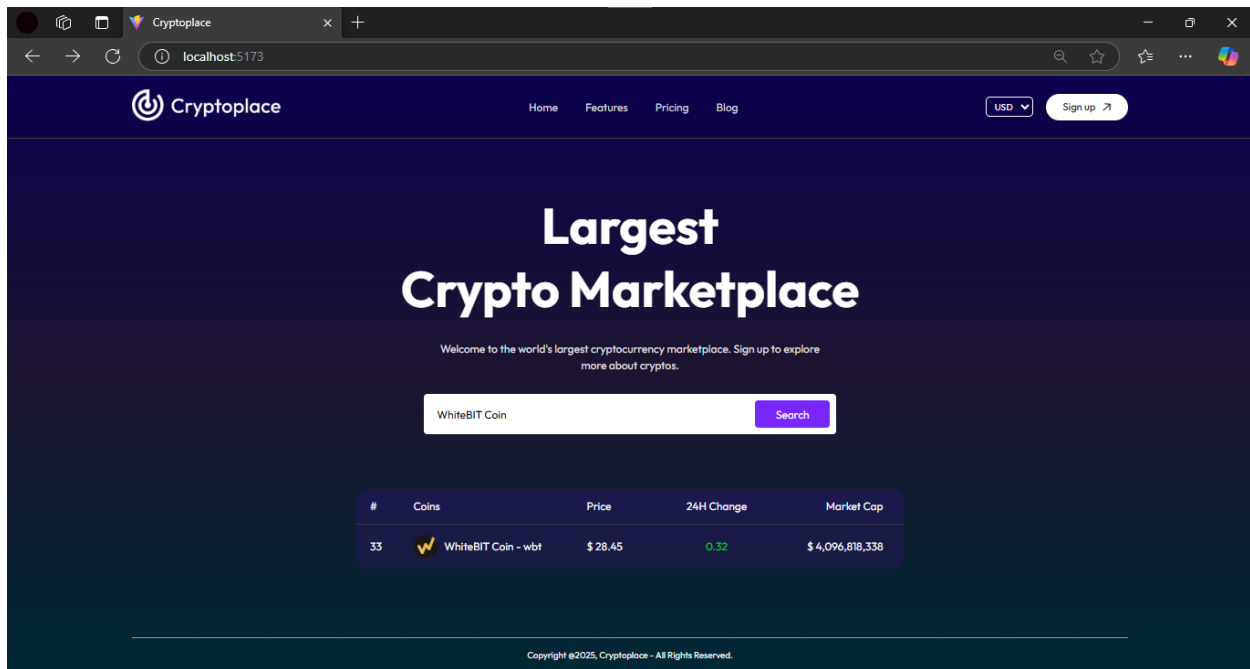 Cryptoplace
localhost:5173
Cryptoplace Home Features Pricing Blog USD Sign up
Largest
Crypto Marketplace
Welcome to the world's largest cryptocurrency marketplace. Sign up to explore
more about cryptos.
WhiteBIT Coin Search
# Coins Price 24H Change Market Cap
33 WhiteBIT Coin - wbt $ 28.45 0.32 $ 4,096,818,338
Copyright @2025, Cryptoplace - All Rights Reserved.